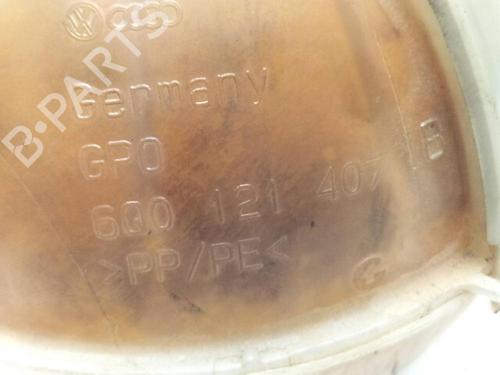 B-PARTS
Germany
GPO
6Q0 121 407 B
>PP/PE<